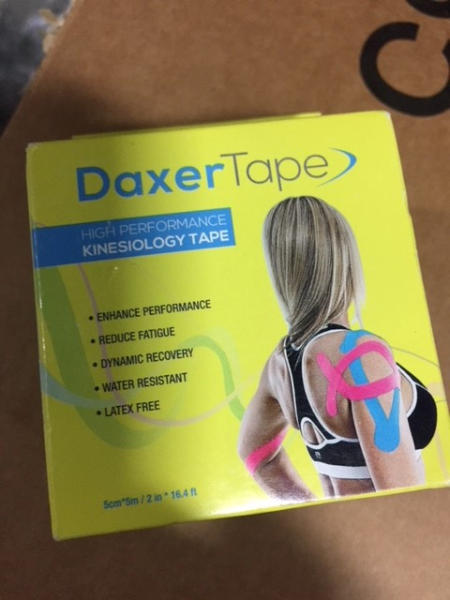 DaxerTape
HIGH PERFORMANCE
KINESIOLOGY TAPE
• ENHANCE PERFORMANCE
• REDUCE FATIGUE
• DYNAMIC RECOVERY
• WATER RESISTANT
• LATEX FREE
5cm*5m / 2 in * 16.4 ft